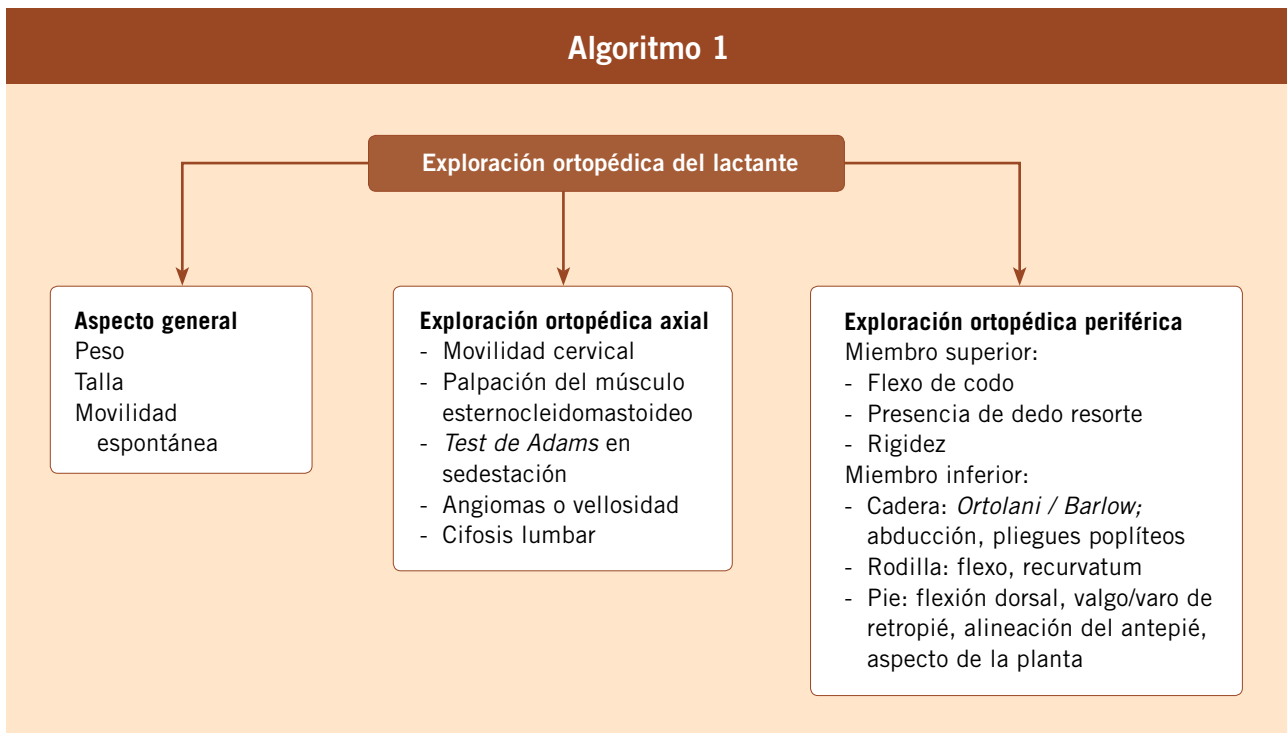 Algoritmo 1
Exploración ortopédica del lactante
Aspecto general
Peso
Talla
Movilidad
espontánea
Exploración ortopédica axial
- Movilidad cervical
- Palpación del músculo
esternocleidomastoideo
- Test de Adams en
sedestación
- Angiomas o vellosidad
- Cifosis lumbar
Exploración ortopédica periférica
Miembro superior:
- Flexo de codo
- Presencia de dedo resorte
- Rigidez
Miembro inferior:
- Cadera: Ortolani / Barlow;
abducción, pliegues poplíteos
- Rodilla: flexo, recurvatum
- Pie: flexión dorsal, valgo/varo de
retropié, alineación del antepié,
aspecto de la planta